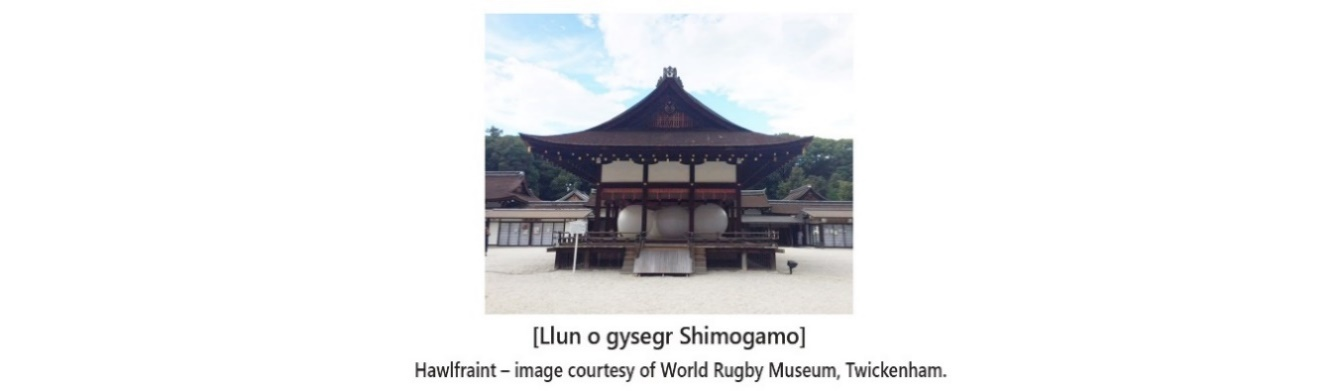 [Llun o gysegr Shimogamo]
Hawlfraint – image courtesy of World Rugby Museum, Twickenham.